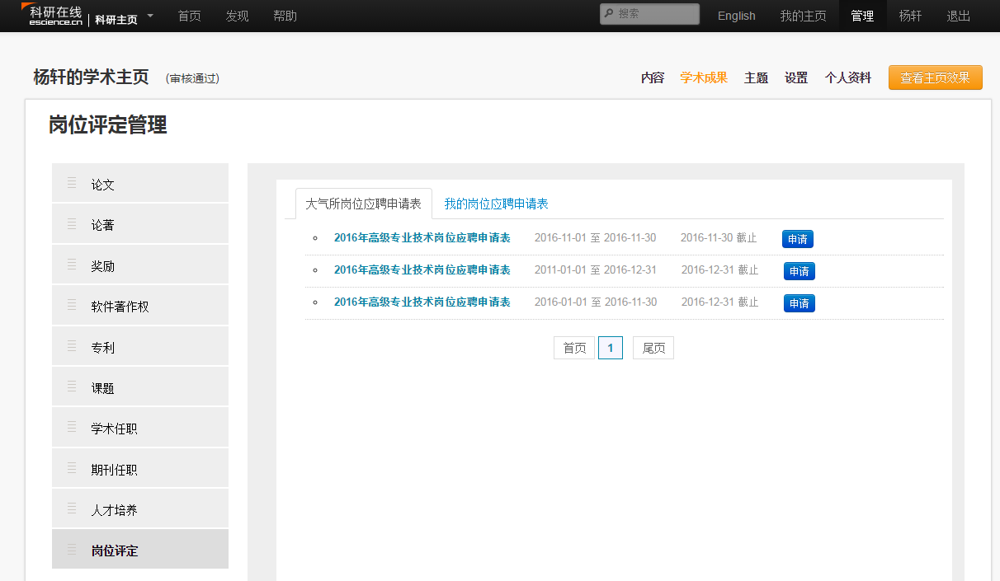 科研在线 escience.cn | 科研主页 首页 发现 帮助 搜索 English 我的主页 管理 杨轩 退出
杨轩的学术主页 (审核通过) 内容 学术成果 主题 设置 个人资料 查看主页效果
岗位评定管理
论文
论著
奖励
软件著作权
专利
课题
学术任职
期刊任职
人才培养
岗位评定
大气所岗位应聘申请表 我的岗位应聘申请表
2016年高级专业技术岗位应聘申请表 2016-11-01 至 2016-11-30 2016-11-30 截止 申请
2016年高级专业技术岗位应聘申请表 2011-01-01 至 2016-12-31 2016-12-31 截止 申请
2016年高级专业技术岗位应聘申请表 2016-01-01 至 2016-11-30 2016-12-31 截止 申请
首页 1 尾页